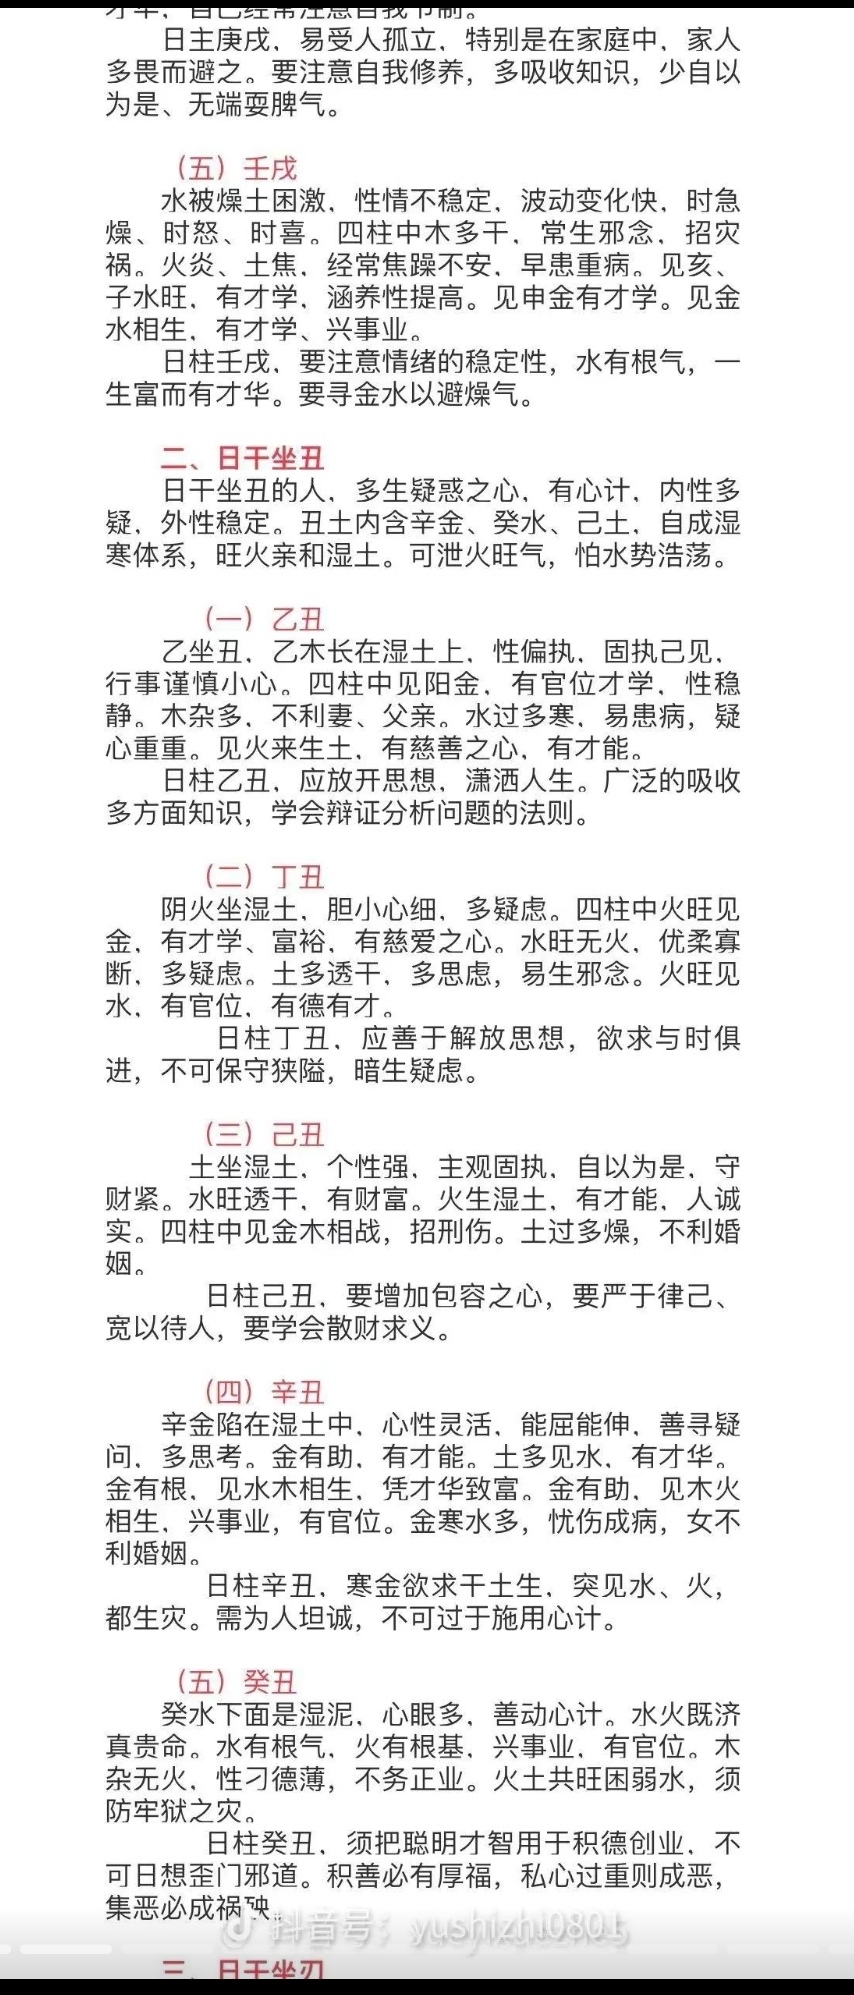 才华，自己经常注意自我节制。
日主庚戌，易受人孤立，特别是在家庭中，家人
多畏而避之。要注意自我修养，多吸收知识，少自以
为是、无端耍脾气。
（五）壬戌
水被燥土困激，性情不稳定，波动变化快，时急
燥、时怒、时喜。四柱中木多干，常生邪念，招灾
祸。火炎、土焦，经常焦躁不安，早患重病。见亥、
子水旺，有才学，涵养性提高。见申金有才学。见金
水相生，有才学、兴事业。
日柱壬戌，要注意情绪的稳定性，水有根气，一
生富而有才华。要寻金水以避燥气。
二、日干坐丑
日干坐丑的人，多生疑惑之心，有心计，内性多
疑，外性稳定。丑土内含辛金、癸水、己土，自成湿
寒体系，旺火亲和湿土。可泄火旺气，怕水势浩荡。
（一）乙丑
乙坐丑，乙木长在湿土上，性偏执，固执己见，
行事谨慎小心。四柱中见阳金，有官位才学，性稳
静。木杂多，不利妻、父亲。水过多寒，易患病，疑
心重重。见火来生土，有慈善之心，有才能。
日柱乙丑，应放开思想，潇洒人生。广泛的吸收
多方面知识，学会辩证分析问题的法则。
（二）丁丑
阴火坐湿土，胆小心细，多疑虑。四柱中火旺见
金，有才学、富裕，有慈爱之心。水旺无火，优柔寡
断，多疑虑。土多透干，多思虑，易生邪念。火旺见
水，有官位，有德有才。
日柱丁丑，应善于解放思想，欲求与时俱
进，不可保守狭隘，暗生疑虑。
（三）己丑
土坐湿土，个性强，主观固执，自以为是，守
财紧。水旺透干，有财富。火生湿土，有才能，人诚
实。四柱中见金木相战，招刑伤。土过多燥，不利婚
姻。
日柱己丑，要增加包容之心，要严于律己、
宽以待人，要学会散财求义。
（四）辛丑
辛金陷在湿土中，心性灵活，能屈能伸，善寻疑
问，多思考。金有助，有才能。土多见水，有才华。
金有根，见水木相生，凭才华致富。金有助，见木火
相生，兴事业，有官位。金寒水多，忧伤成病，女不
利婚姻。
日柱辛丑，寒金欲求干土生，突见水、火，
都生灾。需为人坦诚，不可过于施用心计。
（五）癸丑
癸水下面是湿泥，心眼多，善动心计。水火既济
真贵命。水有根气，火有根基，兴事业，有官位。木
杂无火，性刁德薄，不务正业。火土共旺困弱水，须
防牢狱之灾。
日柱癸丑，须把聪明才智用于积德创业，不
可日想歪门邪道。积善必有厚福，私心过重则成恶，
集恶必成祸殃。
抖音号：yushizhi0801
三、日干坐刃